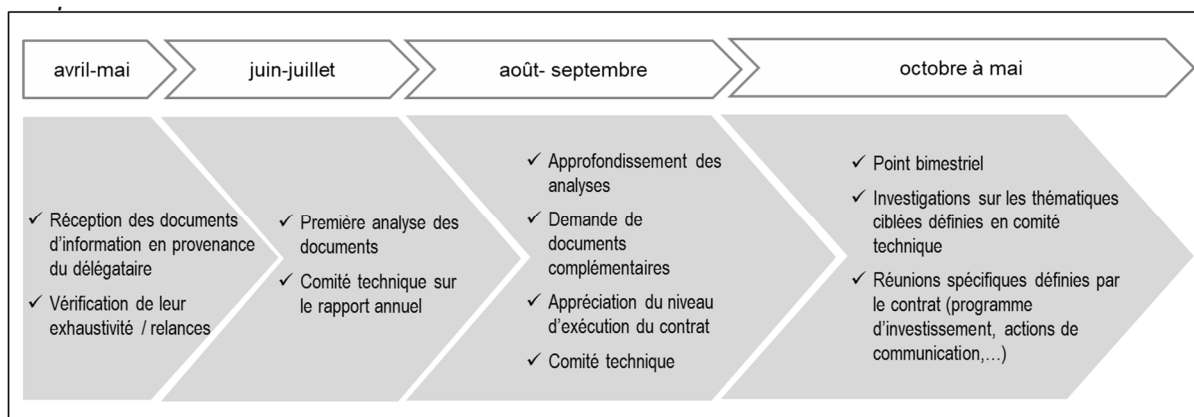 avril-mai
juin-juillet
août- septembre
octobre à mai
✓ Réception des documents
d'information en provenance
du délégataire
✓ Vérification de leur
exhaustivité / relances
✓ Première analyse des
documents
✓ Comité technique sur
le rapport annuel
✓ Approfondissement des
analyses
✓ Demande de
documents
complémentaires
✓ Appréciation du niveau
d'exécution du contrat
✓ Comité technique
✓ Point bimestriel
✓ Investigations sur les thématiques
ciblées définies en comité
technique
✓ Réunions spécifiques définies par
le contrat (programme
d'investissement, actions de
communication,…)